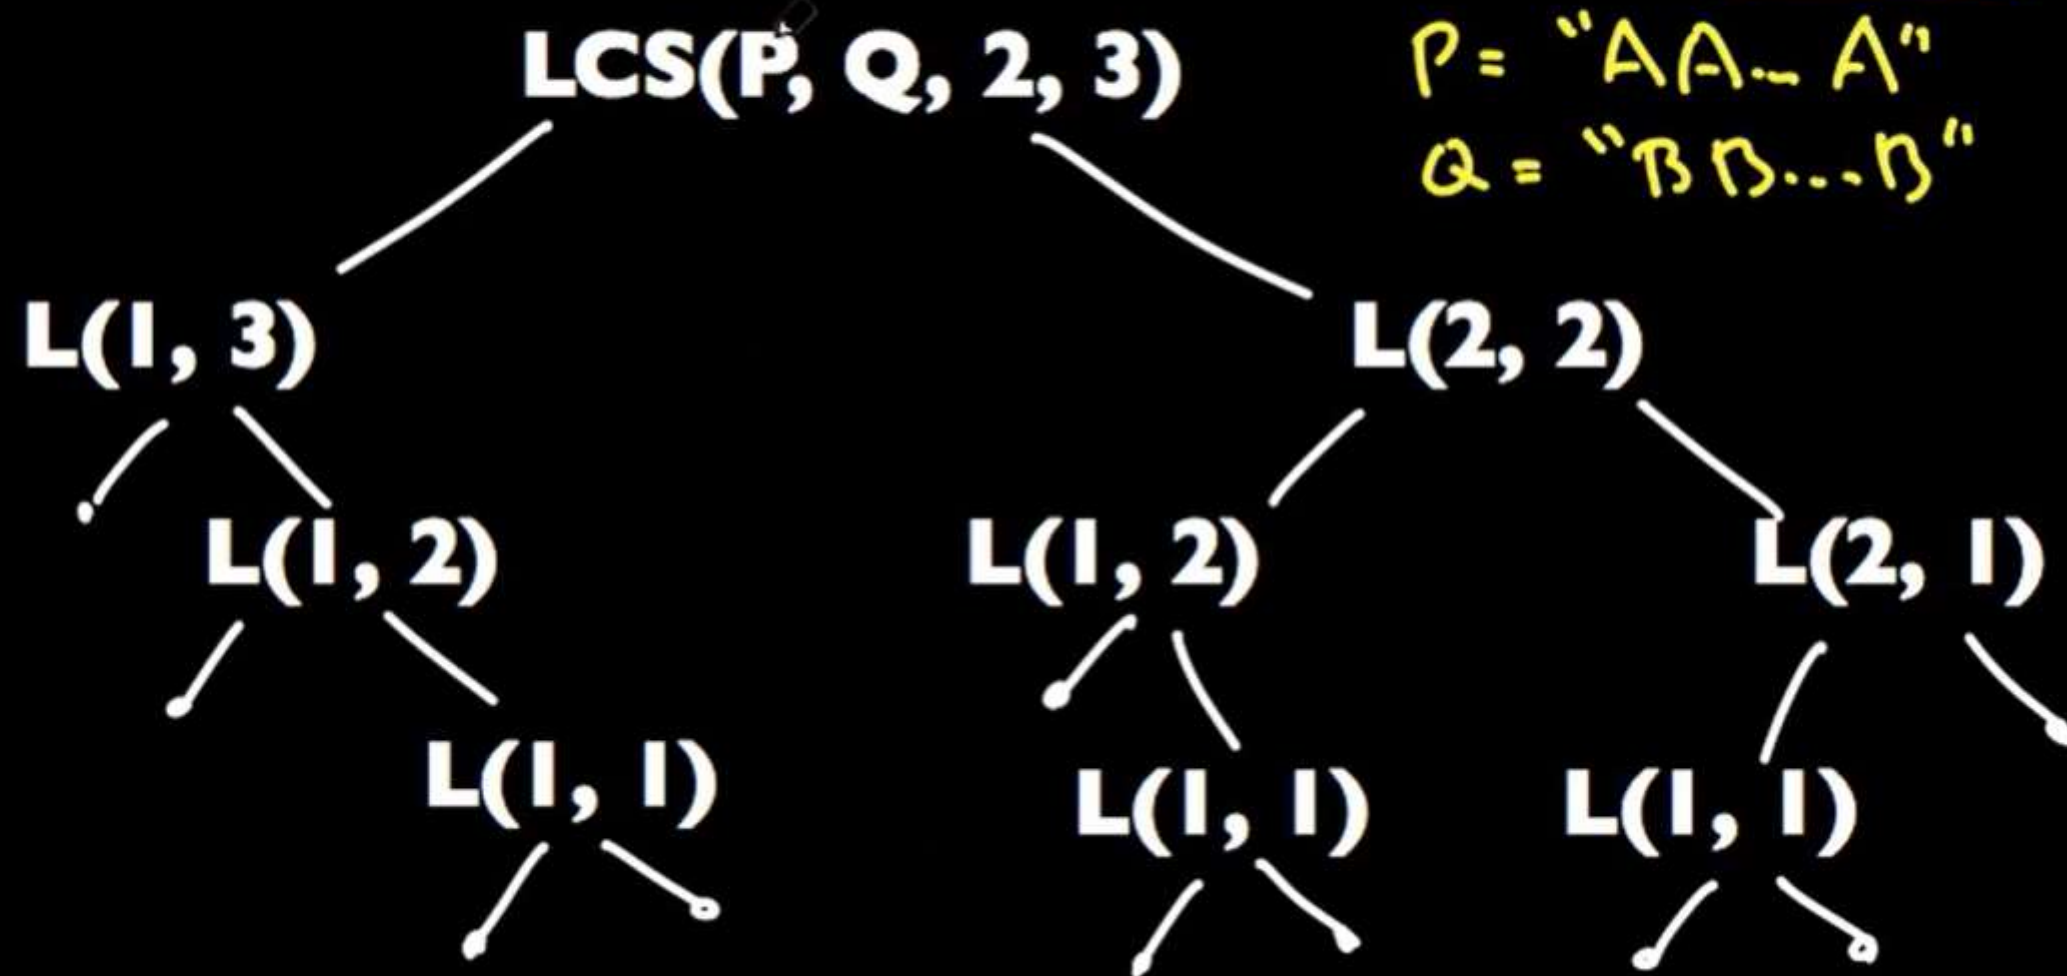 LCS(P, Q, 2, 3)
P = "AA... A"
Q = "BB...B"
L(1, 3)
L(2, 2)
L(1, 2)
L(1, 2)
L(2, 1)
L(1, 1)
L(1, 1)
L(1, 1)